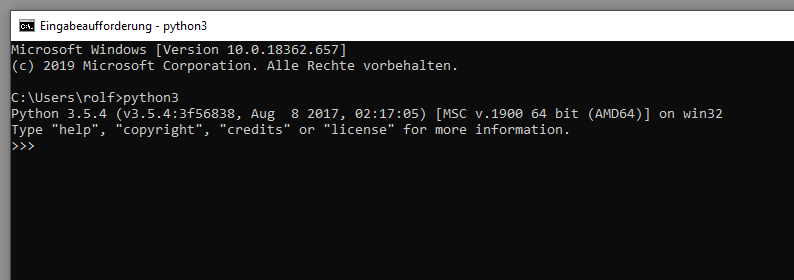 Eingabeaufforderung - python3
Microsoft Windows [Version 10.0.18362.657]
(c) 2019 Microsoft Corporation. Alle Rechte vorbehalten.
C:\Users\rolf>python3
Python 3.5.4 (v3.5.4:3f56838, Aug  8 2017, 02:17:05) [MSC v.1900 64 bit (AMD64)] on win32
Type "help", "copyright", "credits" or "license" for more information.
>>>